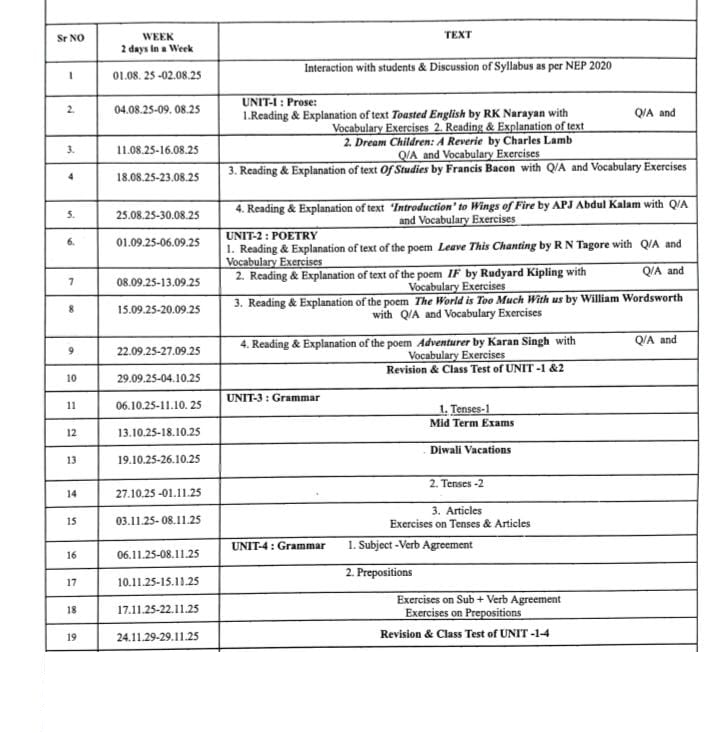 Sr NO WEEK TEXT
2 days in a Week
1 01.08. 25 -02.08.25 Interaction with students & Discussion of Syllabus as per NEP 2020
2. 04.08.25-09. 08.25 UNIT-1 : Prose:
1.Reading & Explanation of text Toasted English by RK Narayan with Q/A and
Vocabulary Exercises 2. Reading & Explanation of text
3. 11.08.25-16.08.25 2. Dream Children: A Reverie by Charles Lamb
Q/A and Vocabulary Exercises
4 18.08.25-23.08.25 3. Reading & Explanation of text Of Studies by Francis Bacon with Q/A and Vocabulary Exercises
5. 25.08.25-30.08.25 4. Reading & Explanation of text 'Introduction' to Wings of Fire by APJ Abdul Kalam with Q/A
and Vocabulary Exercises
6. 01.09.25-06.09.25 UNIT-2 : POETRY
1. Reading & Explanation of text of the poem Leave This Chanting by R N Tagore with Q/A and
Vocabulary Exercises
7 08.09.25-13.09.25 2. Reading & Explanation of text of the poem IF by Rudyard Kipling with Q/A and
Vocabulary Exercises
8 15.09.25-20.09.25 3. Reading & Explanation of the poem The World is Too Much With us by William Wordsworth
with Q/A and Vocabulary Exercises
9 22.09.25-27.09.25 4. Reading & Explanation of the poem Adventurer by Karan Singh with Q/A and
Vocabulary Exercises
10 29.09.25-04.10.25 Revision & Class Test of UNIT -1 &2
11 06.10.25-11.10. 25 UNIT-3 : Grammar
1. Tenses-1
12 13.10.25-18.10.25 Mid Term Exams
13 19.10.25-26.10.25 Diwali Vacations
14 27.10.25 -01.11.25 2. Tenses -2
15 03.11.25- 08.11.25 3. Articles
Exercises on Tenses & Articles
16 06.11.25-08.11.25 UNIT-4 : Grammar 1. Subject -Verb Agreement
17 10.11.25-15.11.25 2. Prepositions
18 17.11.25-22.11.25 Exercises on Sub + Verb Agreement
Exercises on Prepositions
19 24.11.29-29.11.25 Revision & Class Test of UNIT -1-4